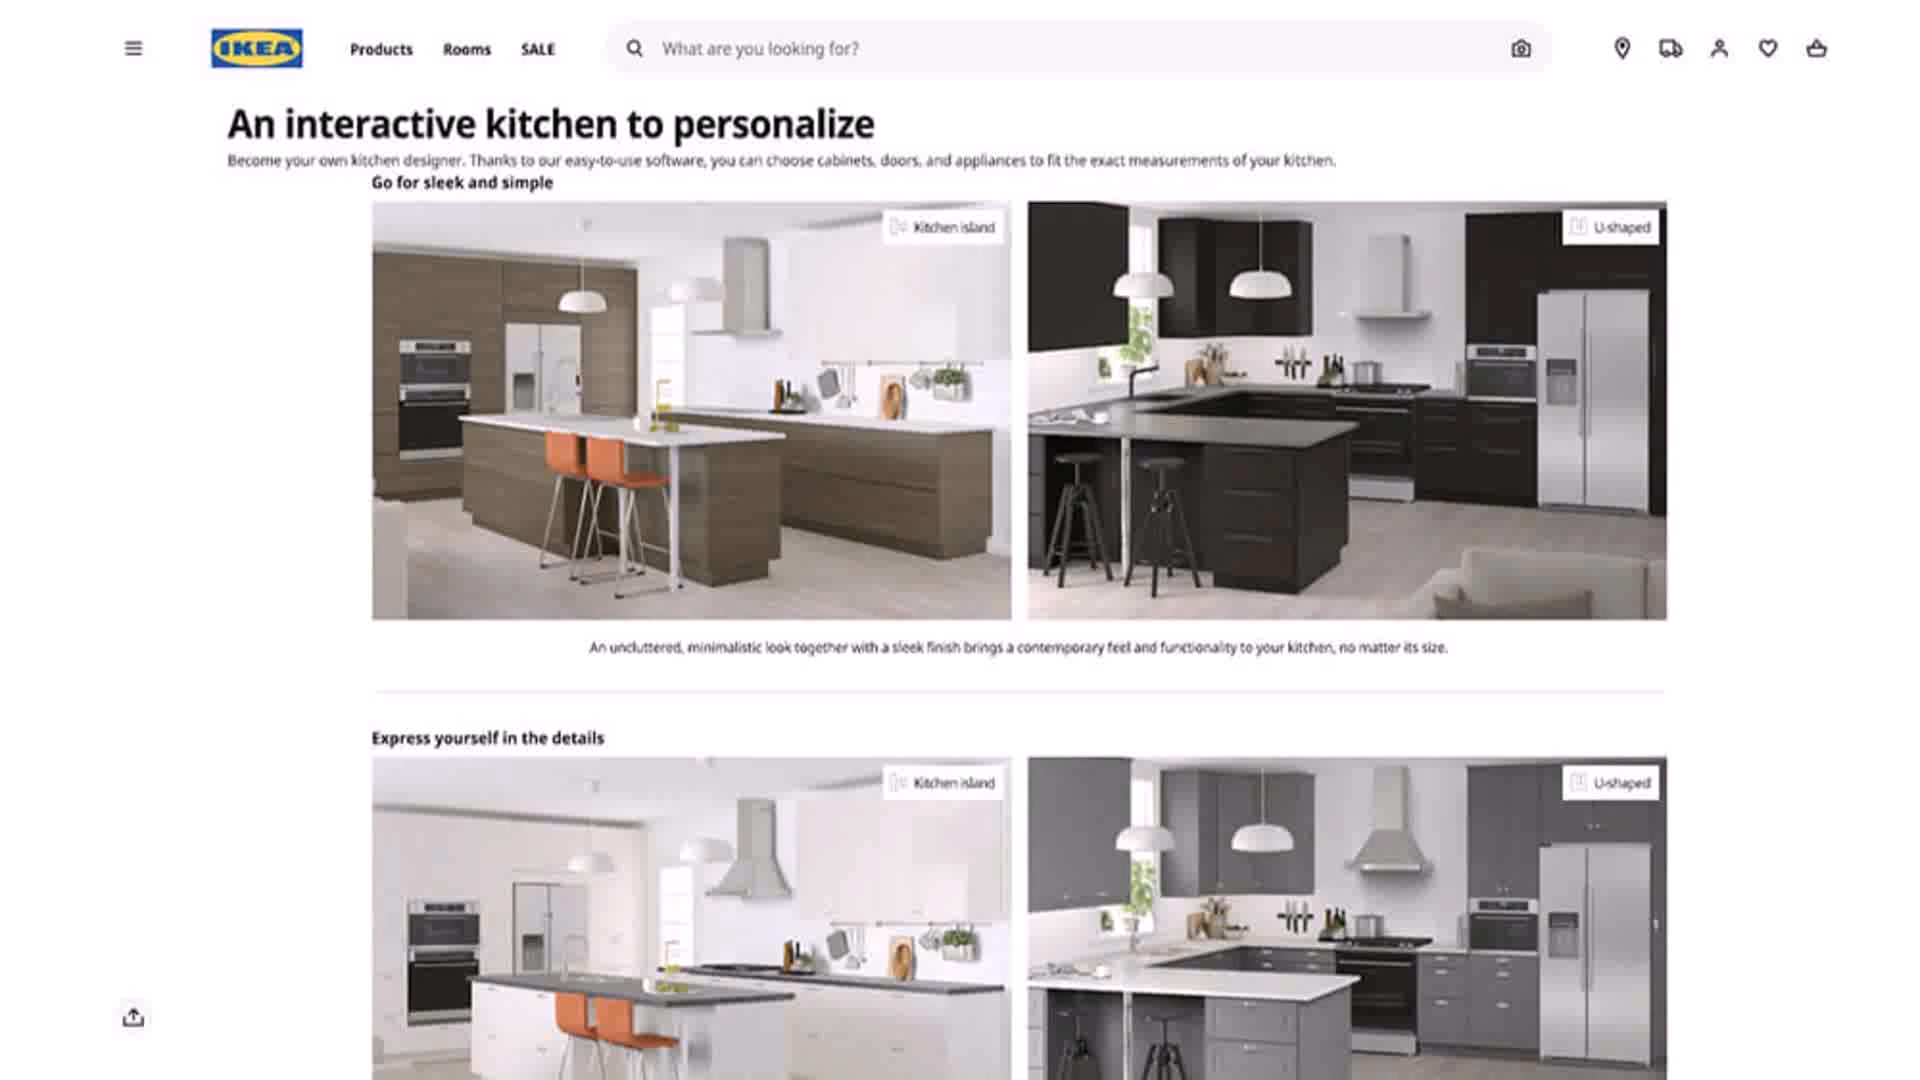 IKEA
Products
Rooms
SALE
What are you looking for?
An interactive kitchen to personalize
Become your own kitchen designer. Thanks to our easy-to-use software, you can choose cabinets, doors, and appliances to fit the exact measurements of your kitchen.
Go for sleek and simple
Kitchen island
U-shaped
An uncluttered, minimalistic look together with a sleek finish brings a contemporary feel and functionality to your kitchen, no matter its size.
Express yourself in the details
Kitchen island
U-shaped